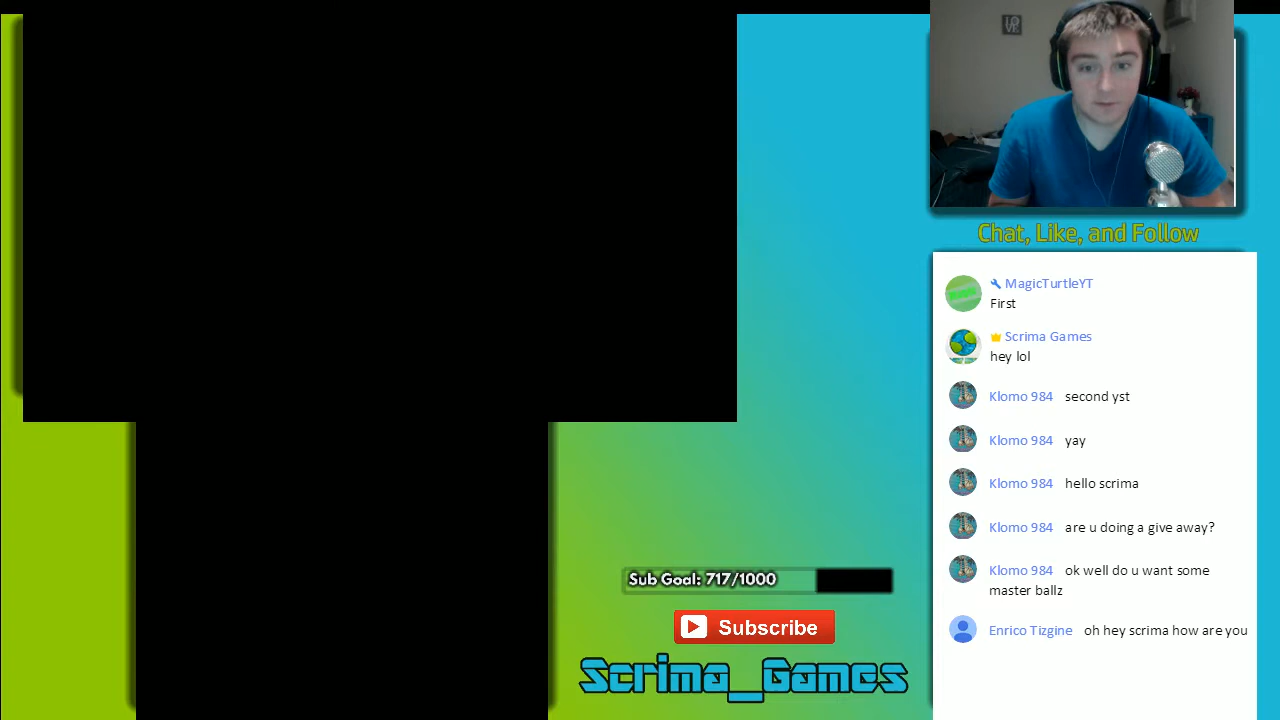 LOVE
Chat, Like, and Follow
MagicTurtleYT
First
Scrima Games
hey lol
Klomo 984 second yst
Klomo 984 yay
Klomo 984 hello scrima
Klomo 984 are u doing a give away?
Klomo 984 ok well do u want some
master ballz
Enrico Tizgine oh hey scrima how are you
Sub Goal: 717/1000
Subscribe
Scrima_Games